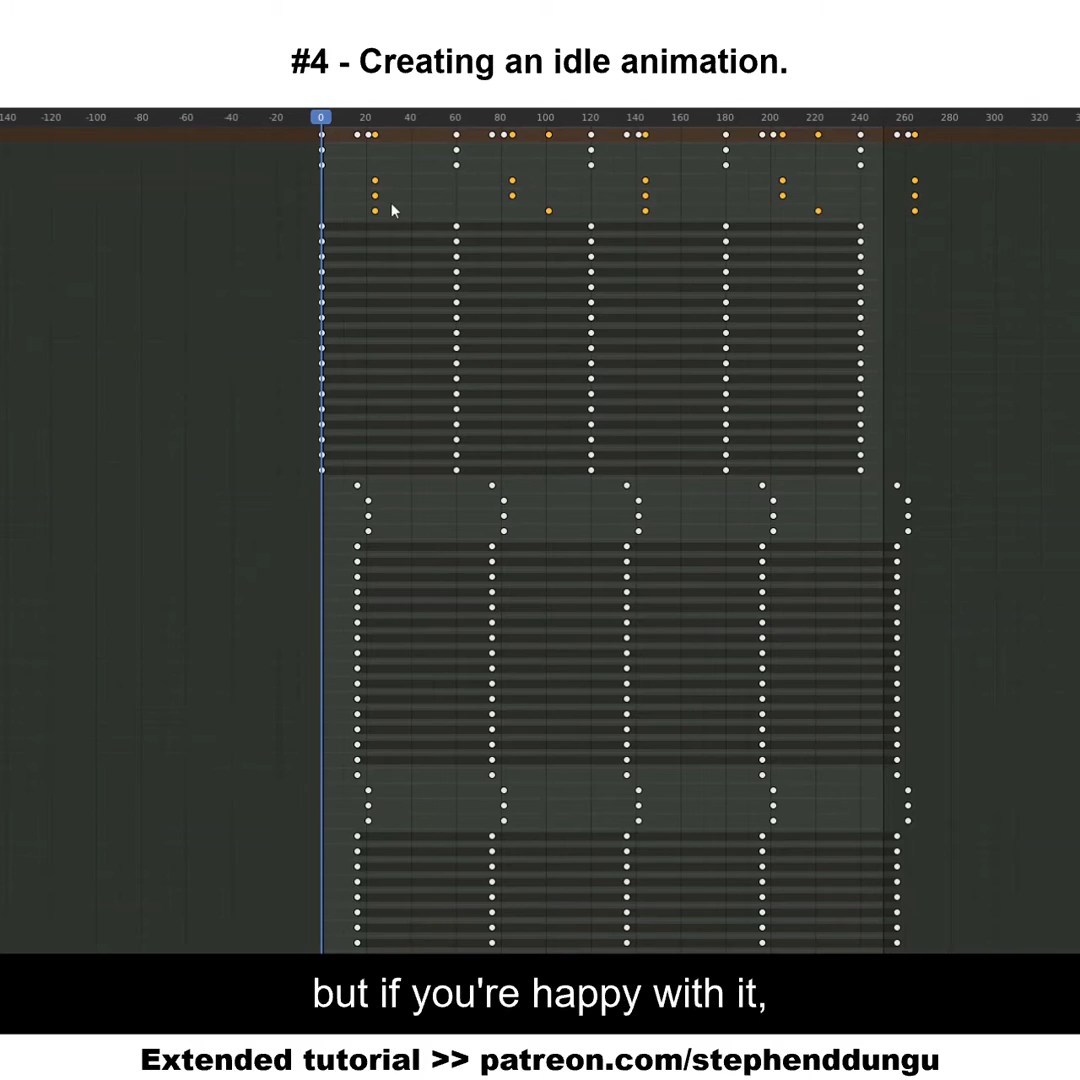 #4 - Creating an idle animation.
140 -120 -100 -80 -60 -40 -20 0 20 40 60 80 100 120 140 160 180 200 220 240 260 280 300 320 3
but if you're happy with it,
Extended tutorial >> patreon.com/stephenddungu